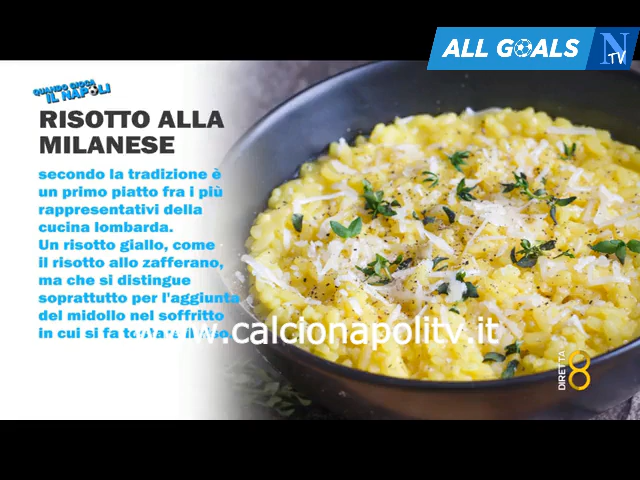 ALL GOALS
N
TV
QUANDO GIOCA
IL NAPOLI
RISOTTO ALLA
MILANESE
secondo la tradizione è
un primo piatto fra i più
rappresentativi della
cucina lombarda.
Un risotto giallo, come
il risotto allo zafferano,
ma che si distingue
soprattutto per l'aggiunta
del midollo nel soffritto
in cui si fa
www.calcionapolitv.it
DIRETTA
8